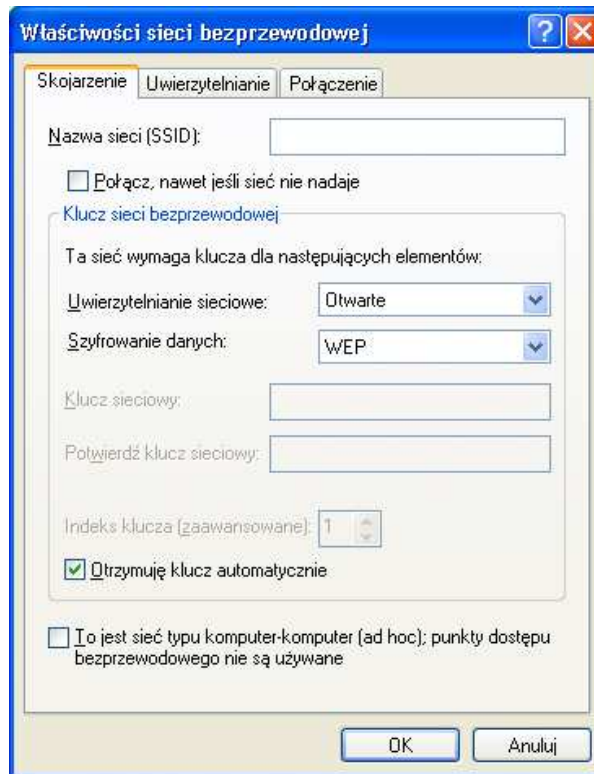 Właściwości sieci bezprzewodowej
Skojarzenie Uwierzytelnianie Połączenie
Nazwa sieci (SSID):
Połącz, nawet jeśli sieć nie nadaje
Klucz sieci bezprzewodowej
Ta sieć wymaga klucza dla następujących elementów:
Uwierzytelnianie sieciowe: Otwarte
Szyfrowanie danych: WEP
Klucz sieciowy:
Potwierdź klucz sieciowy:
Indeks klucza (zaawansowane): 1
Otrzymuję klucz automatycznie
To jest sieć typu komputer-komputer (ad hoc); punkty dostępu
bezprzewodowego nie są używane
OK Anuluj